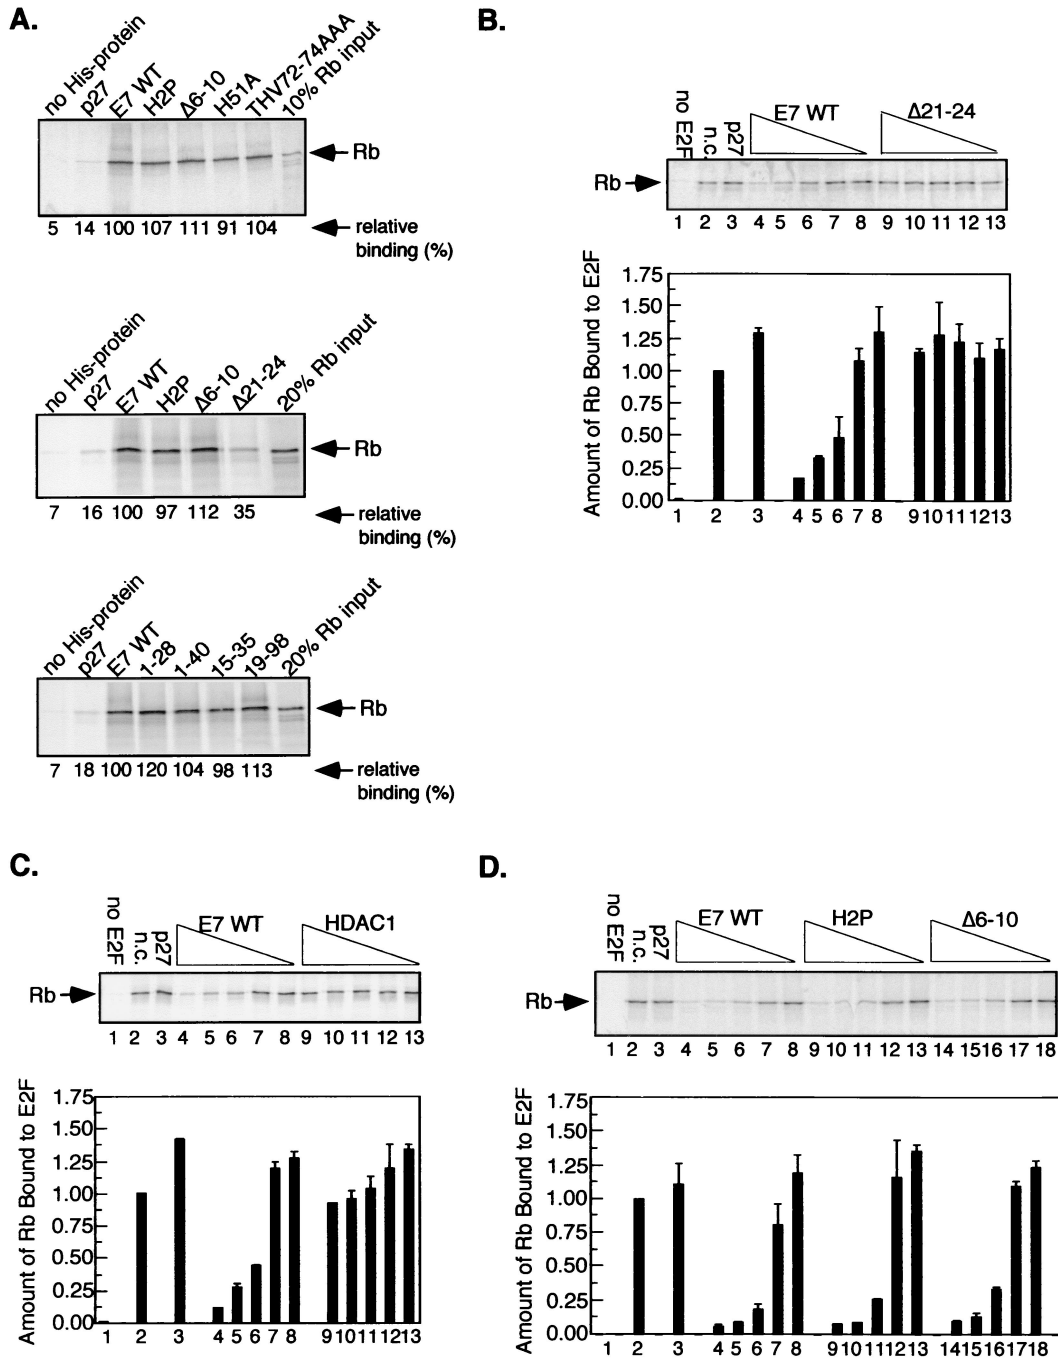 A.
no His-protein
p27
E7 WT
H2P
Δ6-10
H51A
THV72-74AAA
10% Rb input
Rb
5 14 100 107 111 91 104
relative
binding (%)
no His-protein
p27
E7 WT
H2P
Δ6-10
Δ21-24
20% Rb input
Rb
7 16 100 97 112 35
relative
binding (%)
no His-protein
p27
E7 WT
1-28
1-40
15-35
19-98
20% Rb input
Rb
7 18 100 120 104 98 113
relative
binding (%)
B.
no E2F
n.c.
p27
E7 WT
Δ21-24
Rb
1 2 3 4 5 6 7 8 9 10 11 12 13
Amount of Rb Bound to E2F
1.75
1.50
1.25
1.00
0.75
0.50
0.25
0.00
1 2 3 4 5 6 7 8 9 10 11 12 13
C.
no E2F
n.c.
p27
E7 WT
HDAC1
Rb
1 2 3 4 5 6 7 8 9 10 11 12 13
Amount of Rb Bound to E2F
1.75
1.50
1.25
1.00
0.75
0.50
0.25
0.00
1 2 3 4 5 6 7 8 9 10 11 12 13
D.
no E2F
n.c.
p27
E7 WT
H2P
Δ6-10
Rb
1 2 3 4 5 6 7 8 9 10 11 12 13 14 15 16 17 18
Amount of Rb Bound to E2F
1.75
1.50
1.25
1.00
0.75
0.50
0.25
0.00
1 2 3 4 5 6 7 8 9 10 11 12 13 14 15 16 17 18